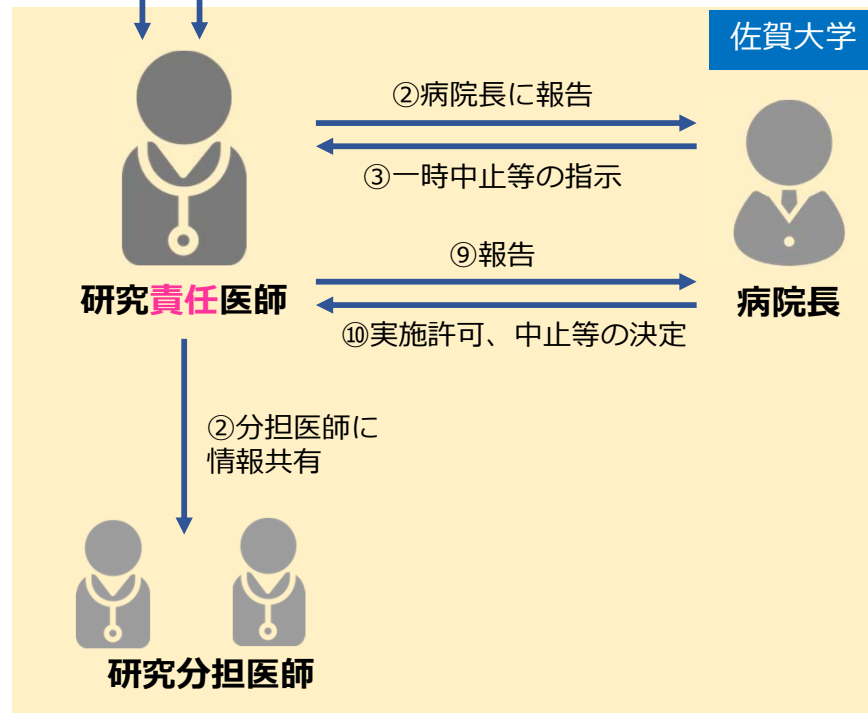 佐賀大学
②病院長に報告
③一時中止等の指示
⑨報告
研究責任医師
病院長
⑩実施許可、中止等の決定
②分担医師に
情報共有
研究分担医師